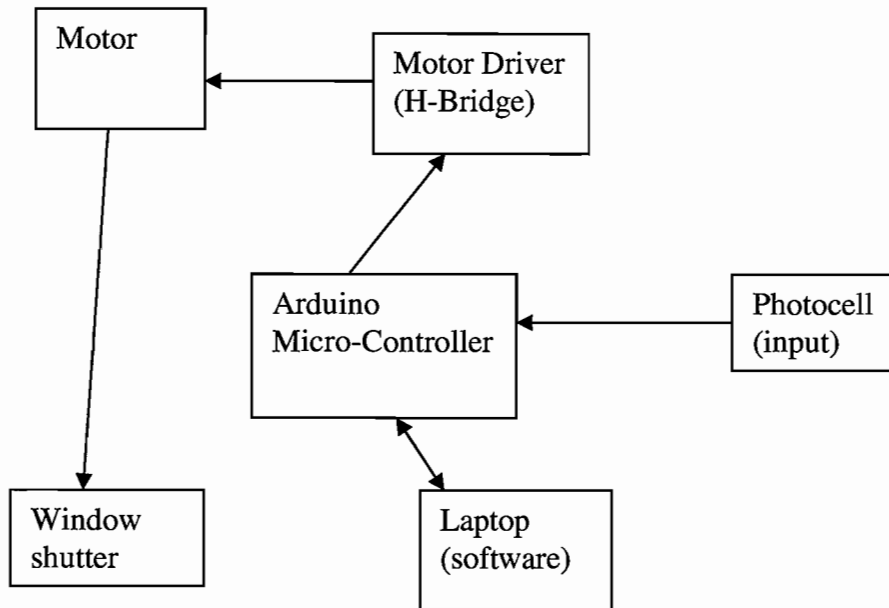 Motor
Motor Driver
(H-Bridge)
Arduino
Micro-Controller
Photocell
(input)
Window
shutter
Laptop
(software)